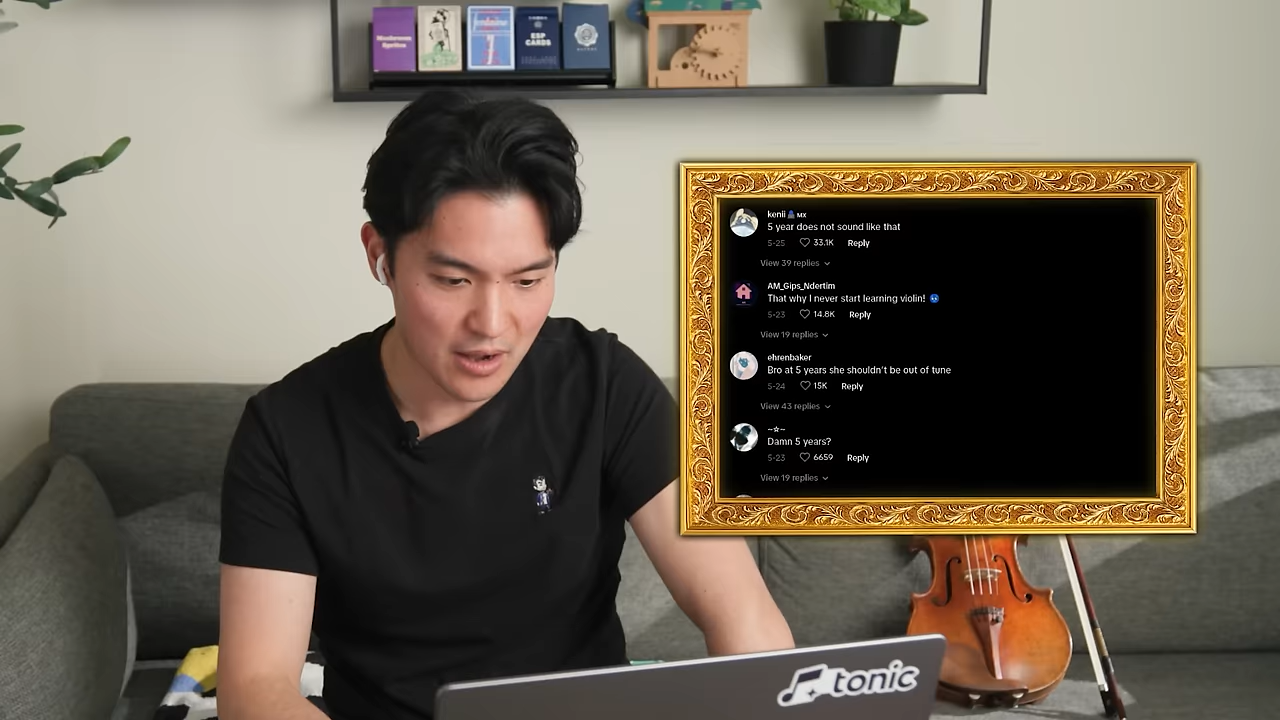 Mushroom
Sprites
ESP
CARDS
kenii MX
5 year does not sound like that
5-25 33.1K Reply
View 39 replies
AM_Gips_Ndertim
That why I never start learning violin!
5-23 14.8K Reply
View 19 replies
ehrenbaker
Bro at 5 years she shouldn't be out of tune
5-24 15K Reply
View 43 replies
~☆~
Damn 5 years?
5-23 6659 Reply
View 19 replies
tonic